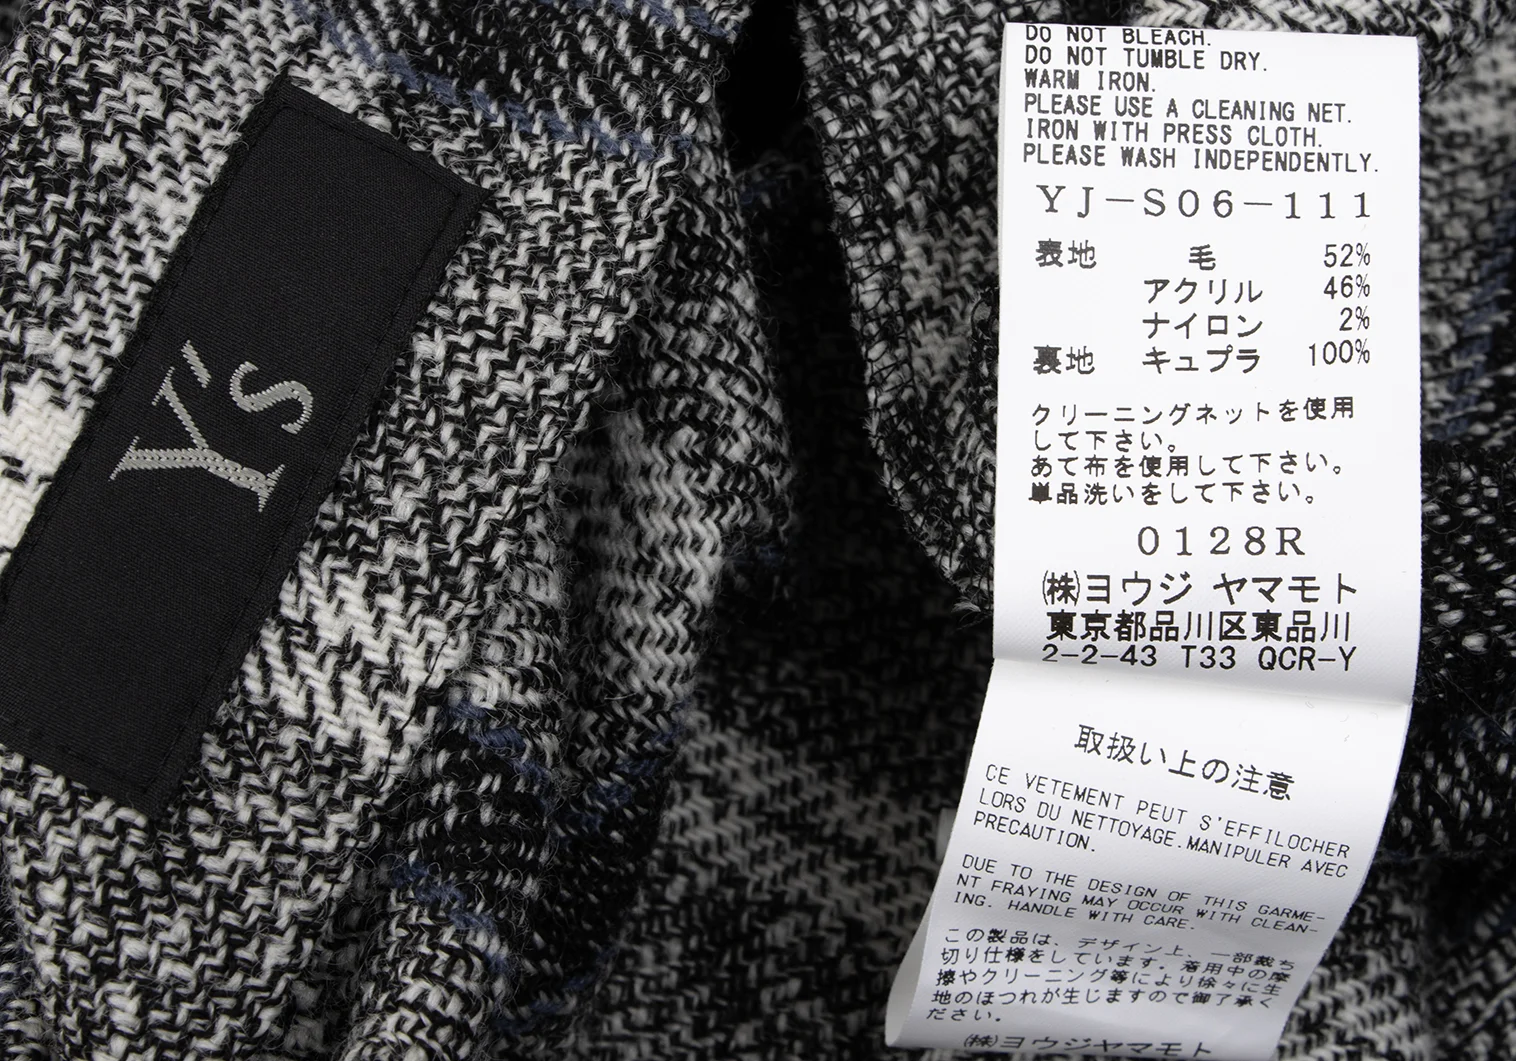 Y's
DO NOT BLEACH.
DO NOT TUMBLE DRY.
WARM IRON.
PLEASE USE A CLEANING NET.
IRON WITH PRESS CLOTH.
PLEASE WASH INDEPENDENTLY.
YJ-S06-111
表地 毛 52%
アクリル 46%
ナイロン 2%
裏地 キュプラ 100%
クリーニングネットを使用
して下さい。
あて布を使用して下さい。
単品洗いをして下さい。
0128R
㈱ヨウジ ヤマモト
東京都品川区東品川
2-2-43 T33 QCR-Y
取扱い上の注意
CE VETEMENT PEUT S'EFFILOCHER
LORS DU NETTOYAGE.MANIPULER AVEC
PRECAUTION.
DUE TO THE DESIGN OF THIS GARME-
NT FRAYING MAY OCCUR WITH CLEAN-
ING. HANDLE WITH CARE.
この製品は、デザイン上、一部裁ち
切り仕様をしています。着用中の摩
擦やクリーニング等により徐々に生
地のほつれが生じますので御了承く
ださい。
㈱ヨウジヤマモト